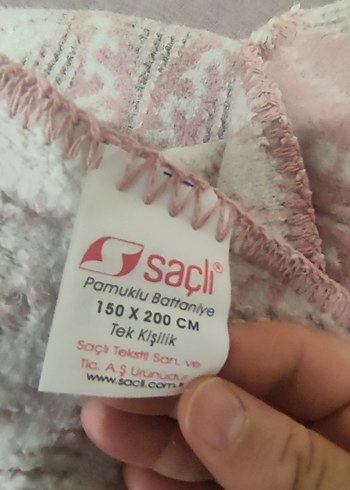 saçlı®
Pamuklu Battaniye
150 X 200 CM
Tek Kişilik
Saçlı Tekstil San. ve
Tic. A.Ş Ürünüdür
www.sacli.com